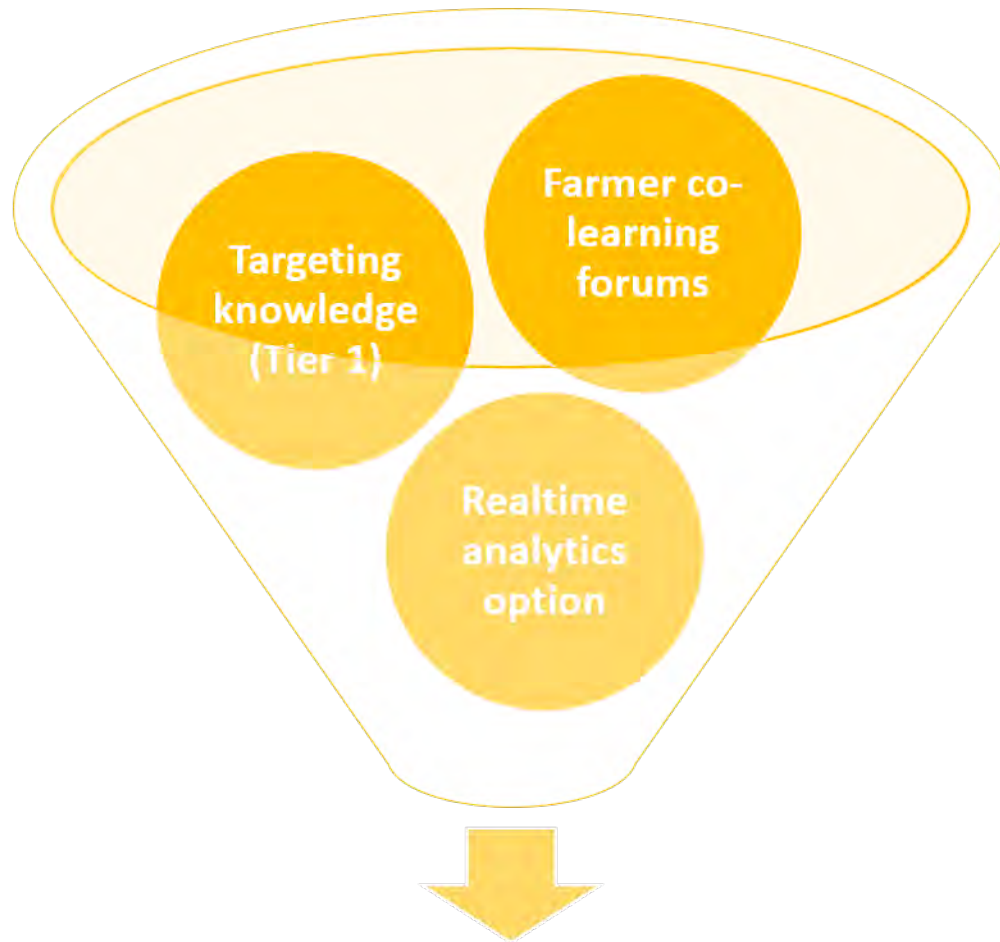 Farmer co-
learning
forums
Targeting
knowledge
(Tier 1)
Realtime
analytics
option